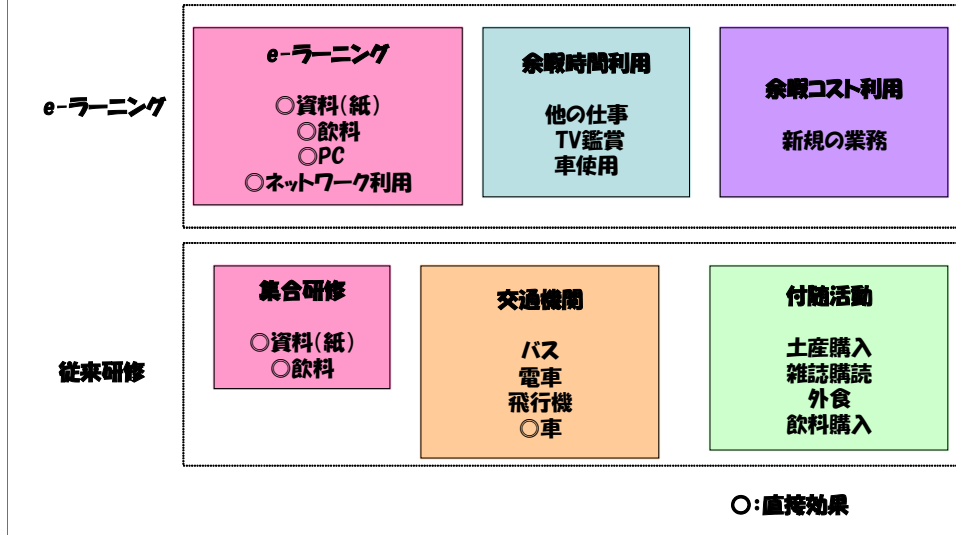 e-ラーニング
e-ラーニング
◎資料(紙)
◎飲料
◎PC
◎ネットワーク利用
余暇時間利用
他の仕事
TV鑑賞
車使用
余暇コスト利用
新規の業務
従来研修
集合研修
◎資料(紙)
◎飲料
交通機関
バス
電車
飛行機
◎車
付随活動
土産購入
雑誌購読
外食
飲料購入
○:直接効果